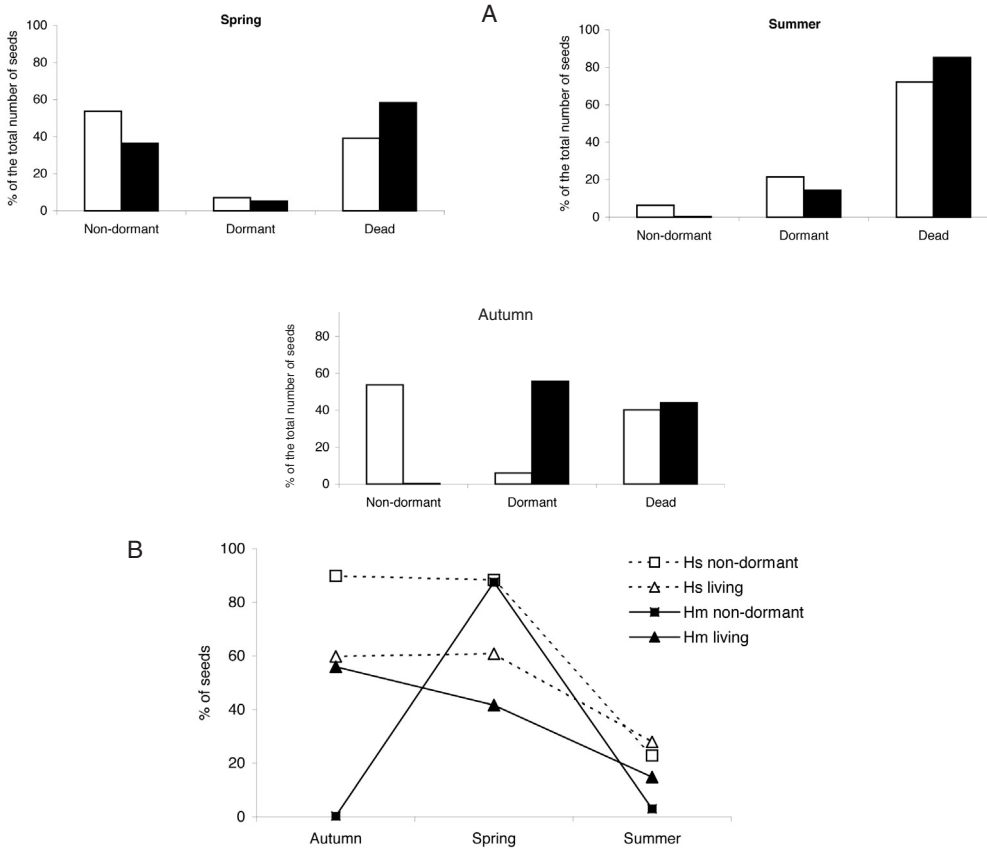 A
Spring
% of the total number of seeds
100
80
60
40
20
0
Non-dormant Dormant Dead
Summer
% of the total number of seeds
100
80
60
40
20
0
Non-dormant Dormant Dead
Autumn
% of the total number of seeds
80
60
40
20
0
Non-dormant Dormant Dead
B
% of seeds
100
80
60
40
20
0
Autumn Spring Summer
Hs non-dormant
Hs living
Hm non-dormant
Hm living